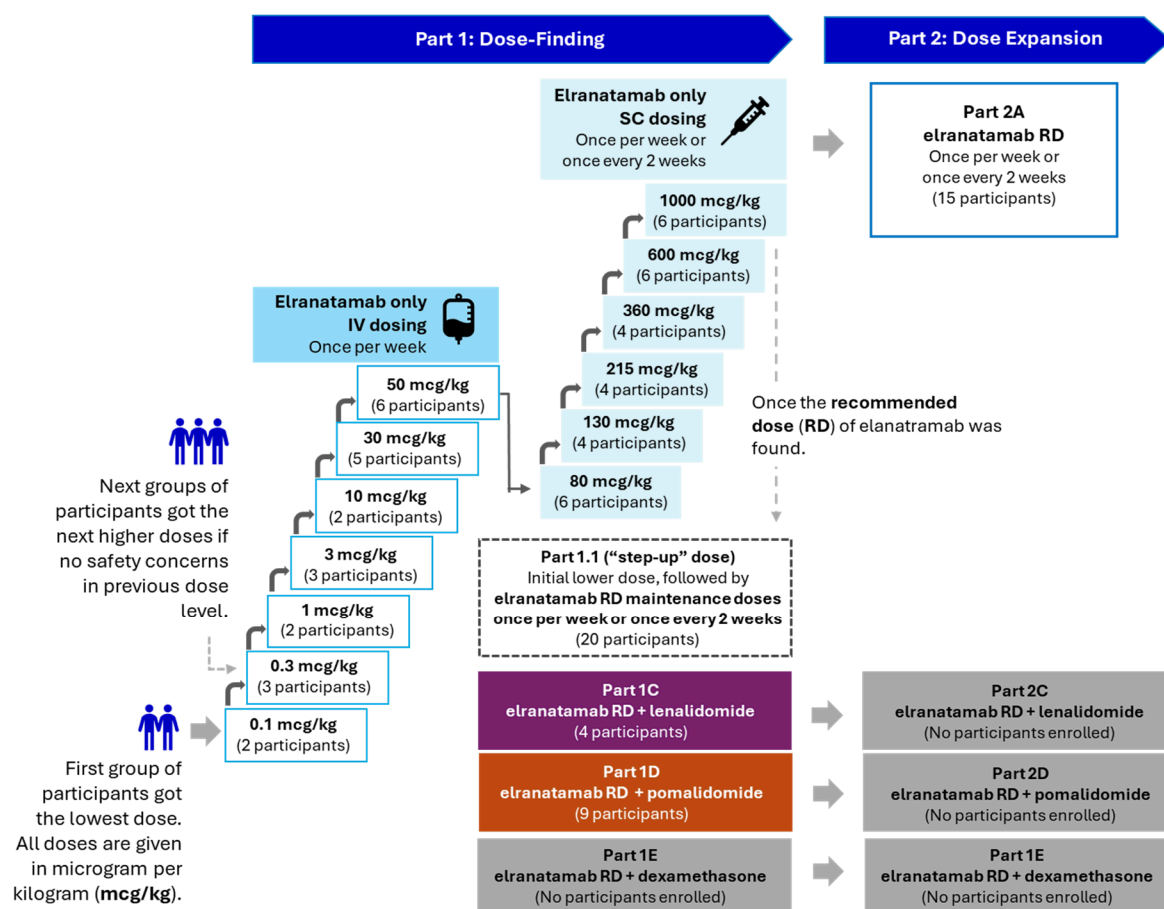 Part 1: Dose-Finding
Part 2: Dose Expansion
Elranatamab only
SC dosing
Once per week or
once every 2 weeks
Part 2A
elranatamab RD
Once per week or
once every 2 weeks
(15 participants)
1000 mcg/kg
(6 participants)
600 mcg/kg
(6 participants)
360 mcg/kg
(4 participants)
215 mcg/kg
(4 participants)
130 mcg/kg
(4 participants)
80 mcg/kg
(6 participants)
Elranatamab only
IV dosing
Once per week
50 mcg/kg
(6 participants)
30 mcg/kg
(5 participants)
10 mcg/kg
(2 participants)
3 mcg/kg
(3 participants)
1 mcg/kg
(2 participants)
0.3 mcg/kg
(3 participants)
0.1 mcg/kg
(2 participants)
Next groups of
participants got the
next higher doses if
no safety concerns
in previous dose
level.
First group of
participants got
the lowest dose.
All doses are given
in microgram per
kilogram (mcg/kg).
Once the recommended
dose (RD) of elanatramab was
found.
Part 1.1 (“step-up” dose)
Initial lower dose, followed by
elranatamab RD maintenance doses
once per week or once every 2 weeks
(20 participants)
Part 1C
elranatamab RD + lenalidomide
(4 participants)
Part 2C
elranatamab RD + lenalidomide
(No participants enrolled)
Part 1D
elranatamab RD + pomalidomide
(9 participants)
Part 2D
elranatamab RD + pomalidomide
(No participants enrolled)
Part 1E
elranatamab RD + dexamethasone
(No participants enrolled)
Part 1E
elranatamab RD + dexamethasone
(No participants enrolled)